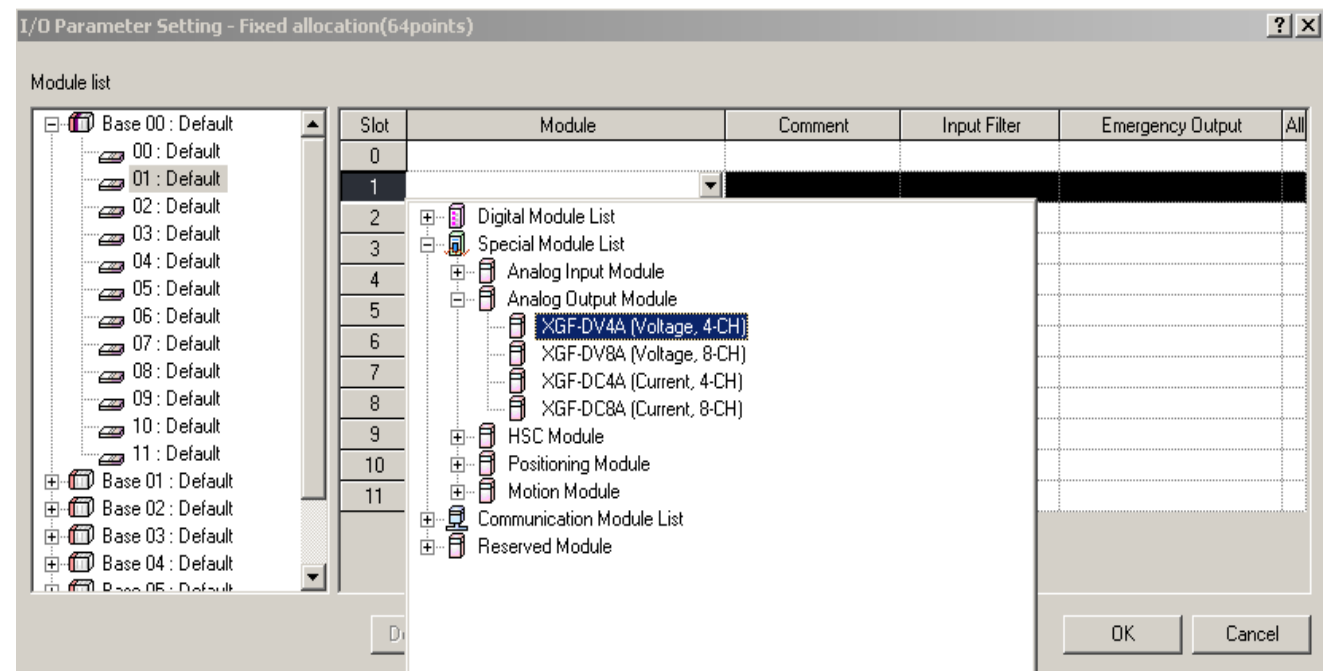 I/O Parameter Setting - Fixed allocation(64points)
Module list
Base 00 : Default
00 : Default
01 : Default
02 : Default
03 : Default
04 : Default
05 : Default
06 : Default
07 : Default
08 : Default
09 : Default
10 : Default
11 : Default
Base 01 : Default
Base 02 : Default
Base 03 : Default
Base 04 : Default
Base 05 : Default
Slot Module Comment Input Filter Emergency Output All
0
1
2
3
4
5
6
7
8
9
10
11
Digital Module List
Special Module List
Analog Input Module
Analog Output Module
XGF-DV4A (Voltage, 4-CH)
XGF-DV8A (Voltage, 8-CH)
XGF-DC4A (Current, 4-CH)
XGF-DC8A (Current, 8-CH)
HSC Module
Positioning Module
Motion Module
Communication Module List
Reserved Module
OK Cancel